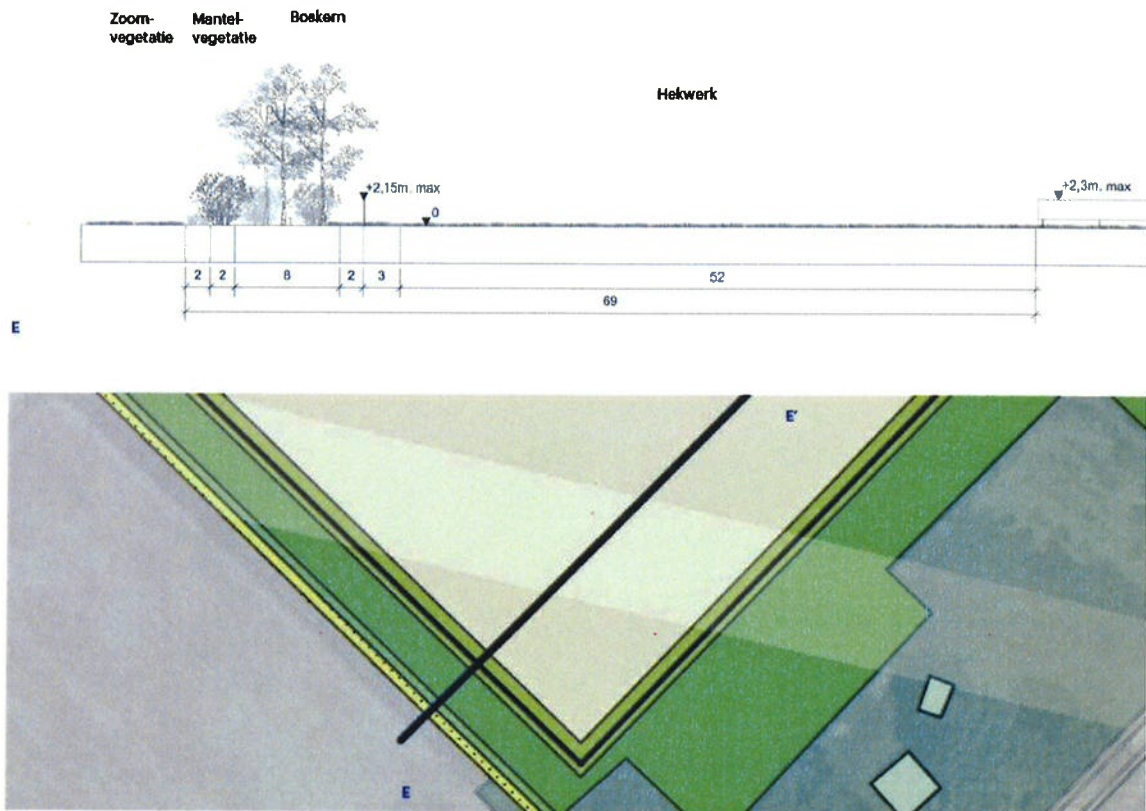 Zoom-
vegetatie
Mantel-
vegetatie
Boskern
Hekwerk
+2,15m. max
0
+2,3m. max
2 2 8 2 3 52
69
E
E'
E